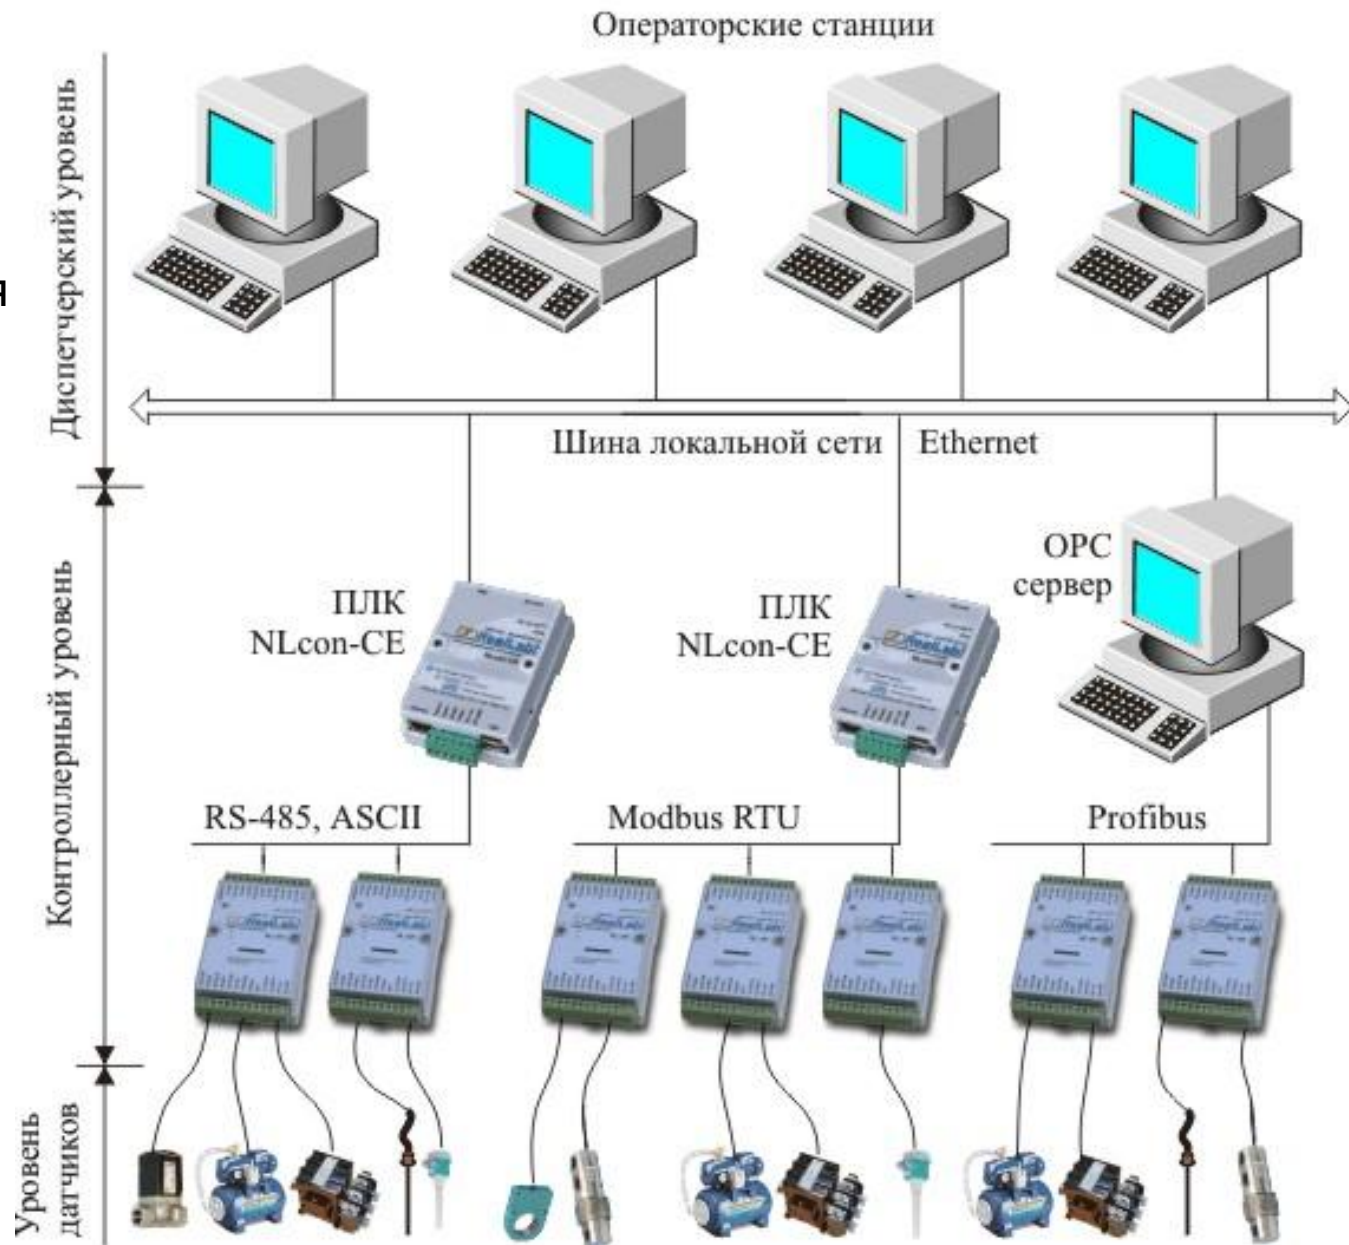 Операторские станции
Диспетчерский уровень
я
Шина локальной сети Ethernet
Контроллерный уровень
OPC
сервер
ПЛК
NLcon-CE
ПЛК
NLcon-CE
RS-485, ASCII
Modbus RTU
Profibus
Уровень
датчиков